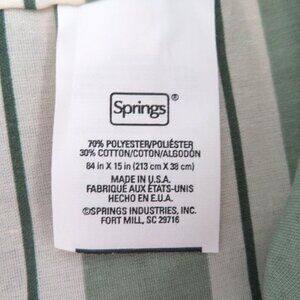 Springs®
70% POLYESTER/POLIÉSTER
30% COTTON/COTON/ALGODÓN
84 in X 15 in (213 cm X 38 cm)
MADE IN U.S.A.
FABRIQUÉ AUX ÉTATS-UNIS
HECHO EN E.U.A.
©SPRINGS INDUSTRIES, INC.
FORT MILL, SC 29716